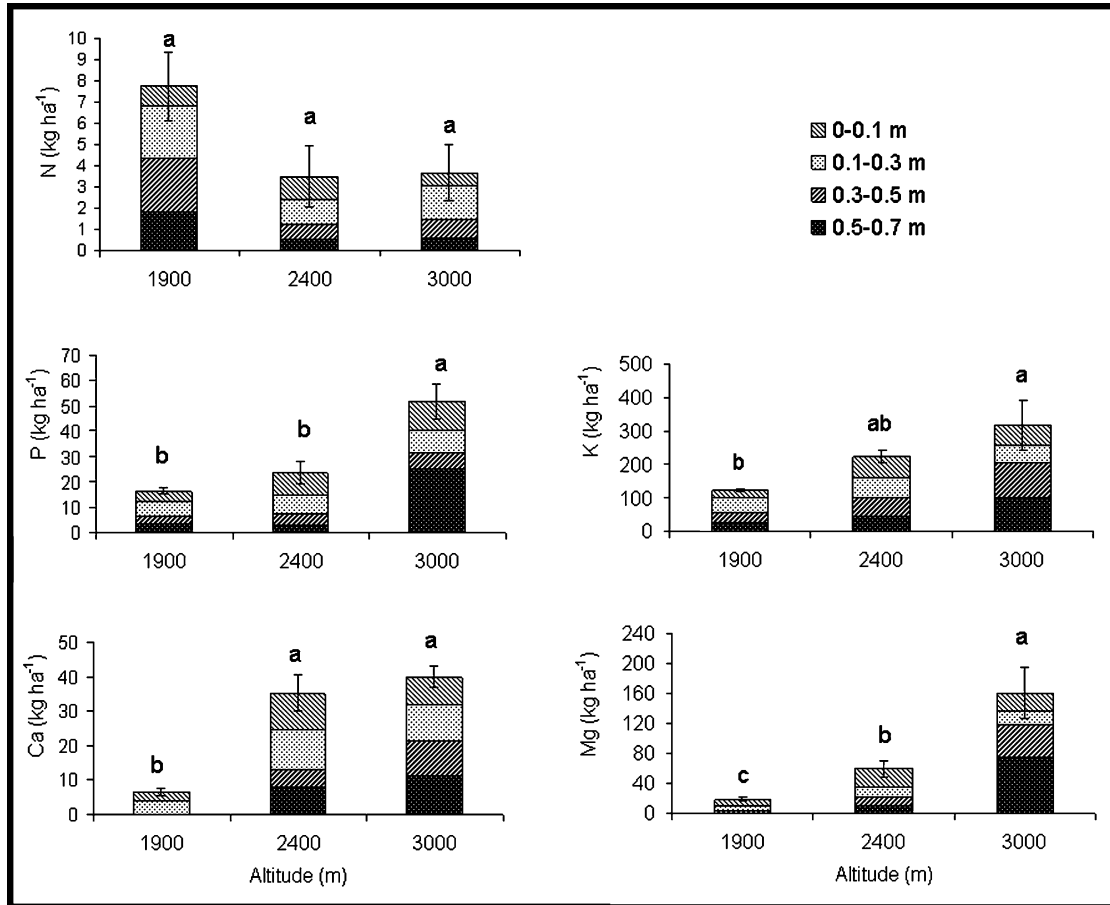 N (kg ha⁻¹)
10
9
8
7
6
5
4
3
2
1
0
a
a
a
1900
2400
3000
0-0.1 m
0.1-0.3 m
0.3-0.5 m
0.5-0.7 m
P (kg ha⁻¹)
70
60
50
40
30
20
10
0
b
b
a
1900
2400
3000
K (kg ha⁻¹)
500
400
300
200
100
0
b
ab
a
1900
2400
3000
Ca (kg ha⁻¹)
50
40
30
20
10
0
b
a
a
1900
2400
3000
Altitude (m)
Mg (kg ha⁻¹)
240
200
160
120
80
40
0
c
b
a
1900
2400
3000
Altitude (m)